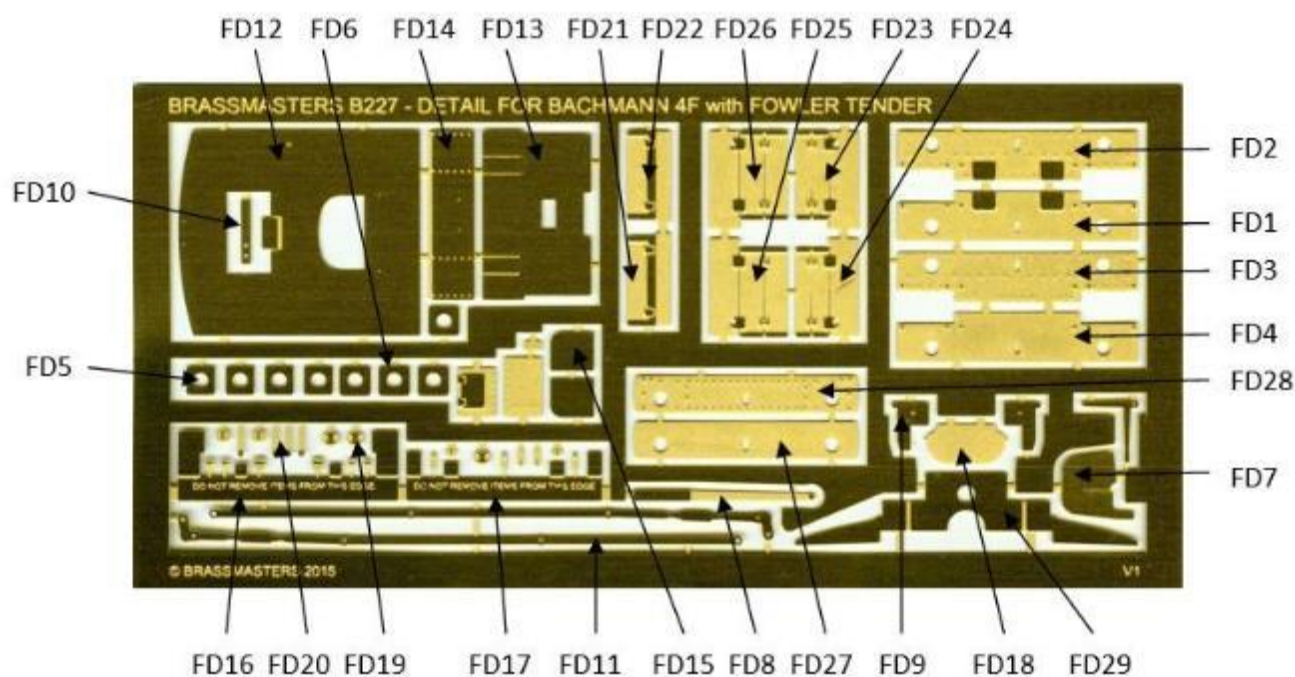 FD12 FD6 FD14 FD13 FD21 FD22 FD26 FD25 FD23 FD24
BRASSMASTERS B227 - DETAIL FOR BACHMANN 4F with FOWLER TENDER
FD2
FD10
FD1
FD3
FD4
FD5
FD28
FD7
DO NOT REMOVE ITEMS FROM THIS EDGE DO NOT REMOVE ITEMS FROM THIS EDGE
© BRASSMASTERS 2015 V1
FD16 FD20 FD19 FD17 FD11 FD15 FD8 FD27 FD9 FD18 FD29